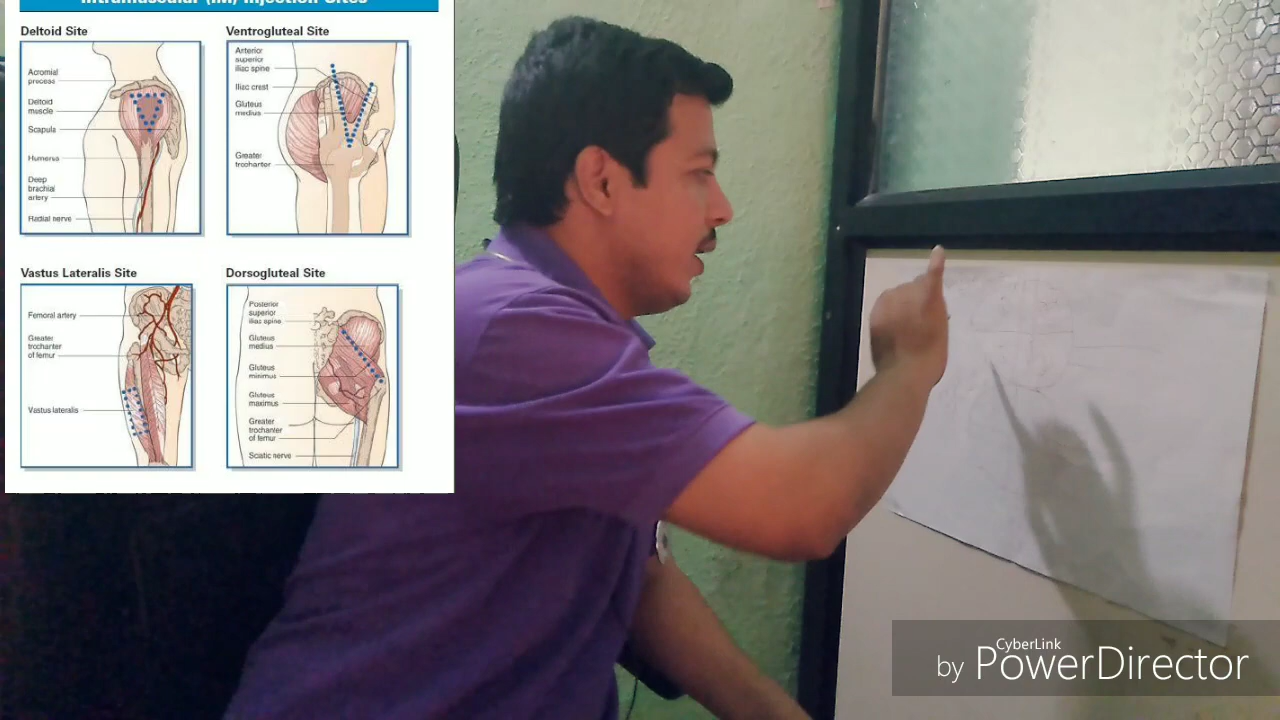 Intramuscular (IM) Injection Sites
Deltoid Site
Acromial
process
Deltoid
muscle
Scapula
Humerus
Deep
brachial
artery
Radial nerve
Ventrogluteal Site
Anterior
superior
iliac spine
Iliac crest
Gluteus
medius
Greater
trochanter
Vastus Lateralis Site
Femoral artery
Greater
trochanter
of femur
Vastus lateralis
Dorsogluteal Site
Posterior
superior
iliac spine
Gluteus
medius
Gluteus
minimus
Gluteus
maximus
Greater
trochanter
of femur
Sciatic nerve
CyberLink
by PowerDirector